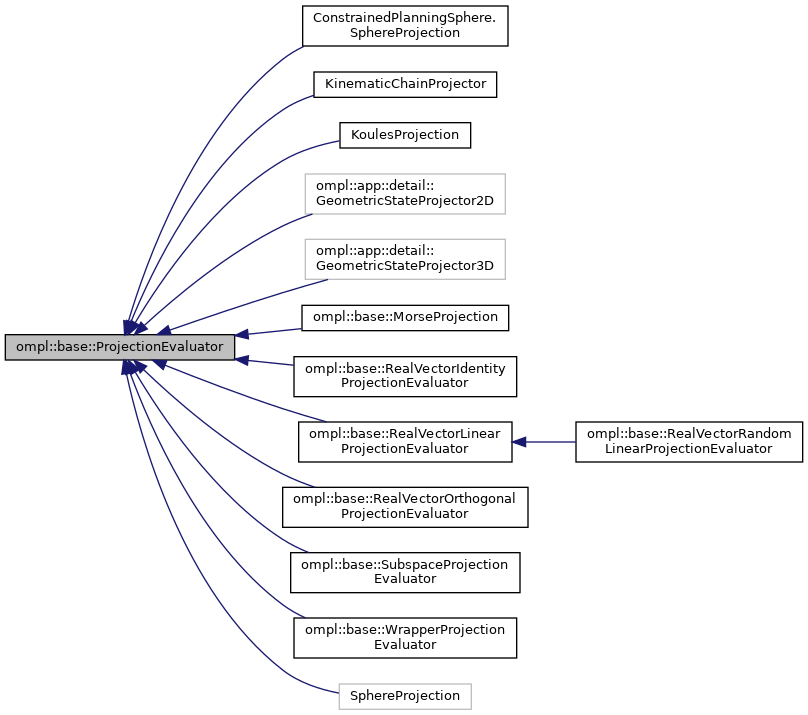 ConstrainedPlanningSphere.
SphereProjection
KinematicChainProjector
KoulesProjection
ompl::app::detail::
GeometricStateProjector2D
ompl::app::detail::
GeometricStateProjector3D
ompl::base::MorseProjection
ompl::base::ProjectionEvaluator
ompl::base::RealVectorIdentity
ProjectionEvaluator
ompl::base::RealVectorLinear
ProjectionEvaluator
ompl::base::RealVectorRandom
LinearProjectionEvaluator
ompl::base::RealVectorOrthogonal
ProjectionEvaluator
ompl::base::SubspaceProjection
Evaluator
ompl::base::WrapperProjection
Evaluator
SphereProjection